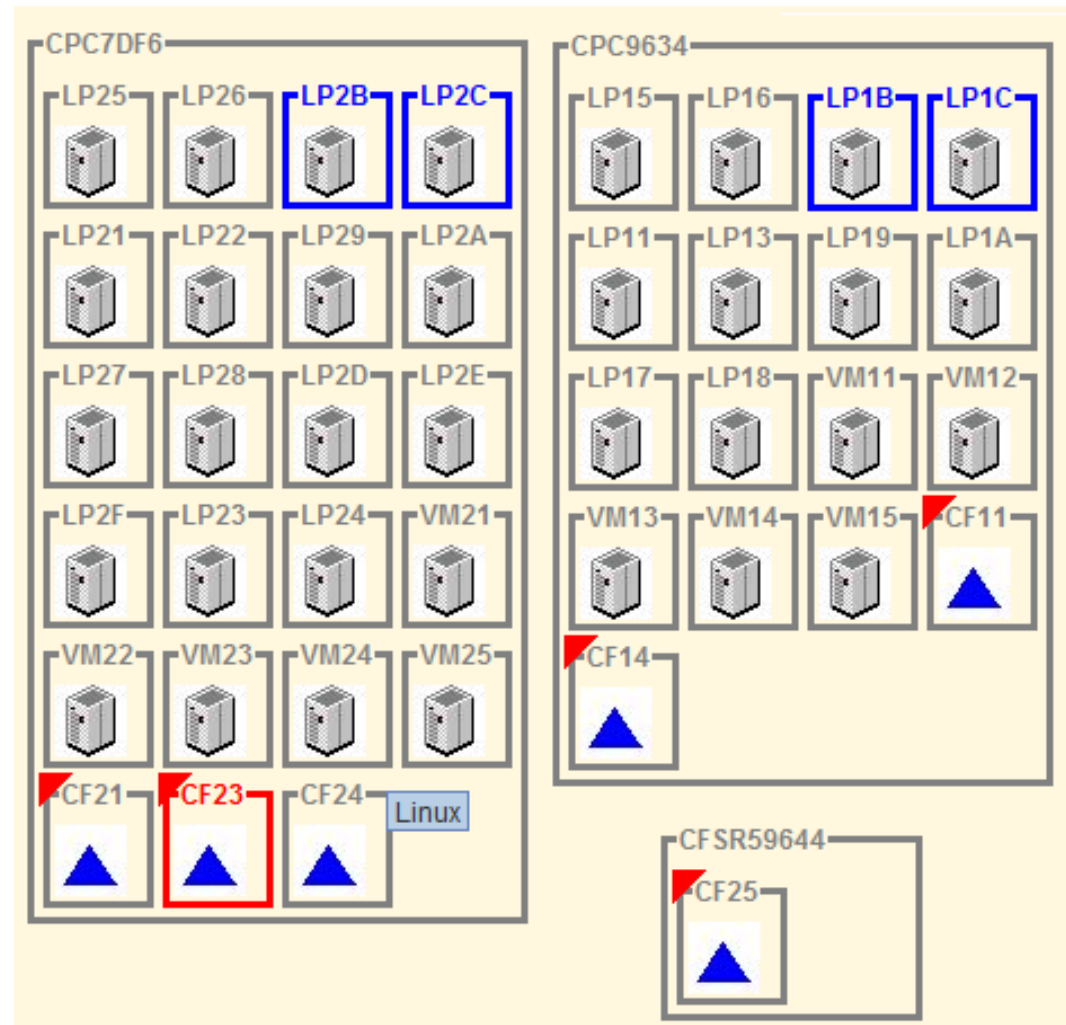 CPC7DF6
LP25 LP26 LP2B LP2C
LP21 LP22 LP29 LP2A
LP27 LP28 LP2D LP2E
LP2F LP23 LP24 VM21
VM22 VM23 VM24 VM25
CF21 CF23 CF24
Linux
CPC9634
LP15 LP16 LP1B LP1C
LP11 LP13 LP19 LP1A
LP17 LP18 VM11 VM12
VM13 VM14 VM15 CF11
CF14
CFSR59644
CF25